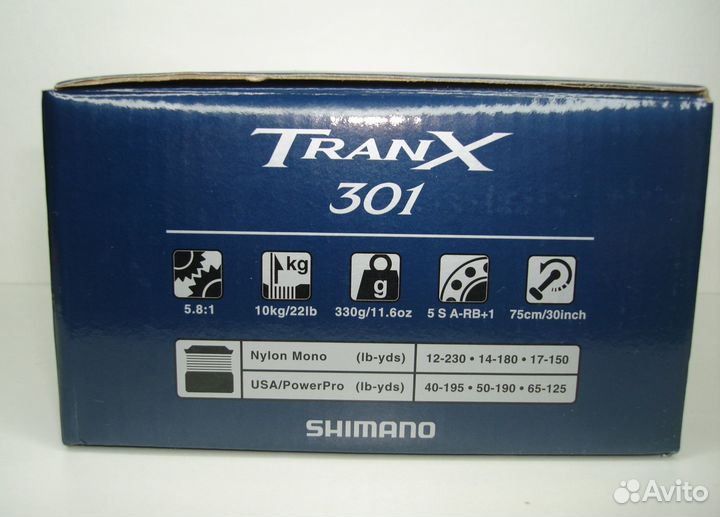 TRANX
301
kg
g
5.8:1 10kg/22lb 330g/11.6oz 5 S A-RB+1 75cm/30inch
Nylon Mono (lb-yds) 12-230 • 14-180 • 17-150
USA/PowerPro (lb-yds) 40-195 • 50-190 • 65-125
SHIMANO
Avito